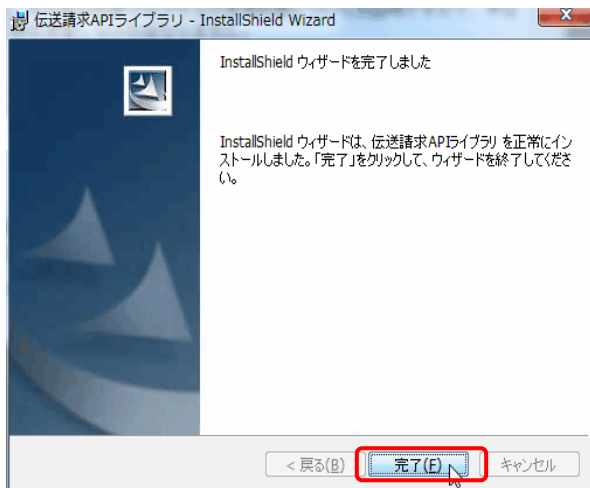 伝送請求APIライブラリ - InstallShield Wizard
X
InstallShield ウィザードを完了しました
InstallShield ウィザードは、伝送請求APIライブラリ を正常にイン
ストールしました。「完了」をクリックして、ウィザードを終了してくださ
い。
< 戻る(B) 完了(F) キャンセル